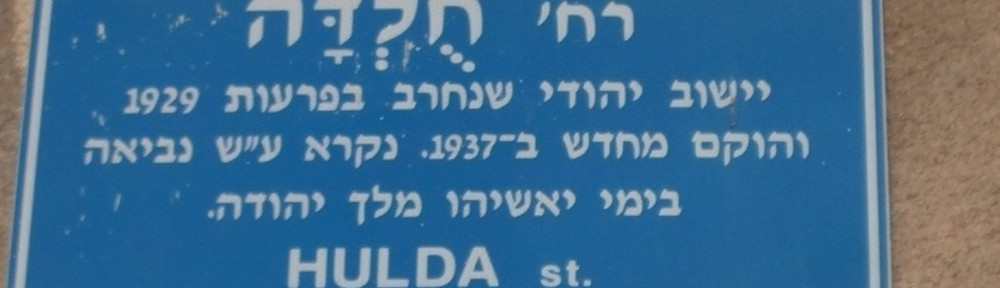 רח' חֻלְדָּה
יישוב יהודי שנחרב בפרעות 1929
והוקם מחדש ב־1937. נקרא ע"ש נביאה
בימי יאשיהו מלך יהודה.
HULDA st.